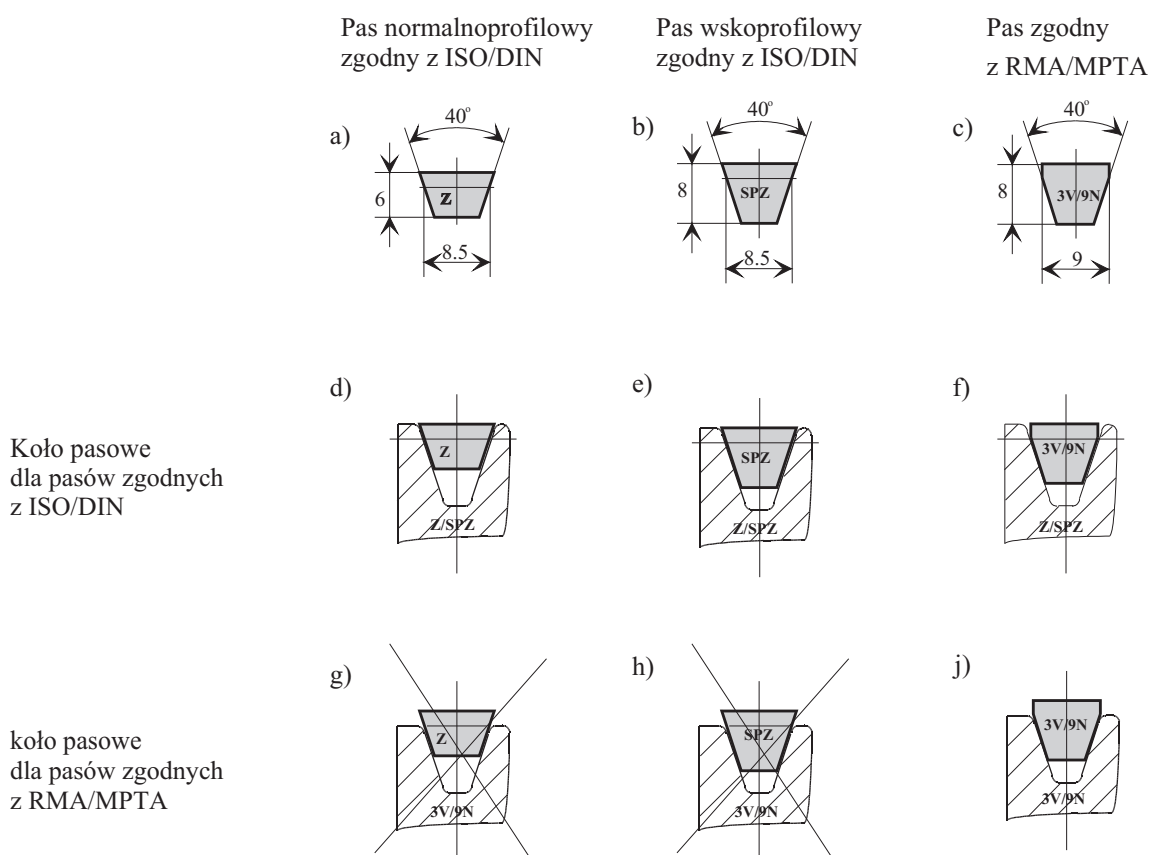 Pas normalnoprofilowy
zgodny z ISO/DIN
Pas wskoprofilowy
zgodny z ISO/DIN
Pas zgodny
z RMA/MPTA
a)
40°
6
z
8.5
b)
40°
8
SPZ
8.5
c)
40°
8
3V/9N
9
Koło pasowe
dla pasów zgodnych
z ISO/DIN
d)
Z
Z/SPZ
e)
SPZ
Z/SPZ
f)
3V/9N
Z/SPZ
koło pasowe
dla pasów zgodnych
z RMA/MPTA
g)
Z
3V/9N
h)
SPZ
3V/9N
j)
3V/9N
3V/9N